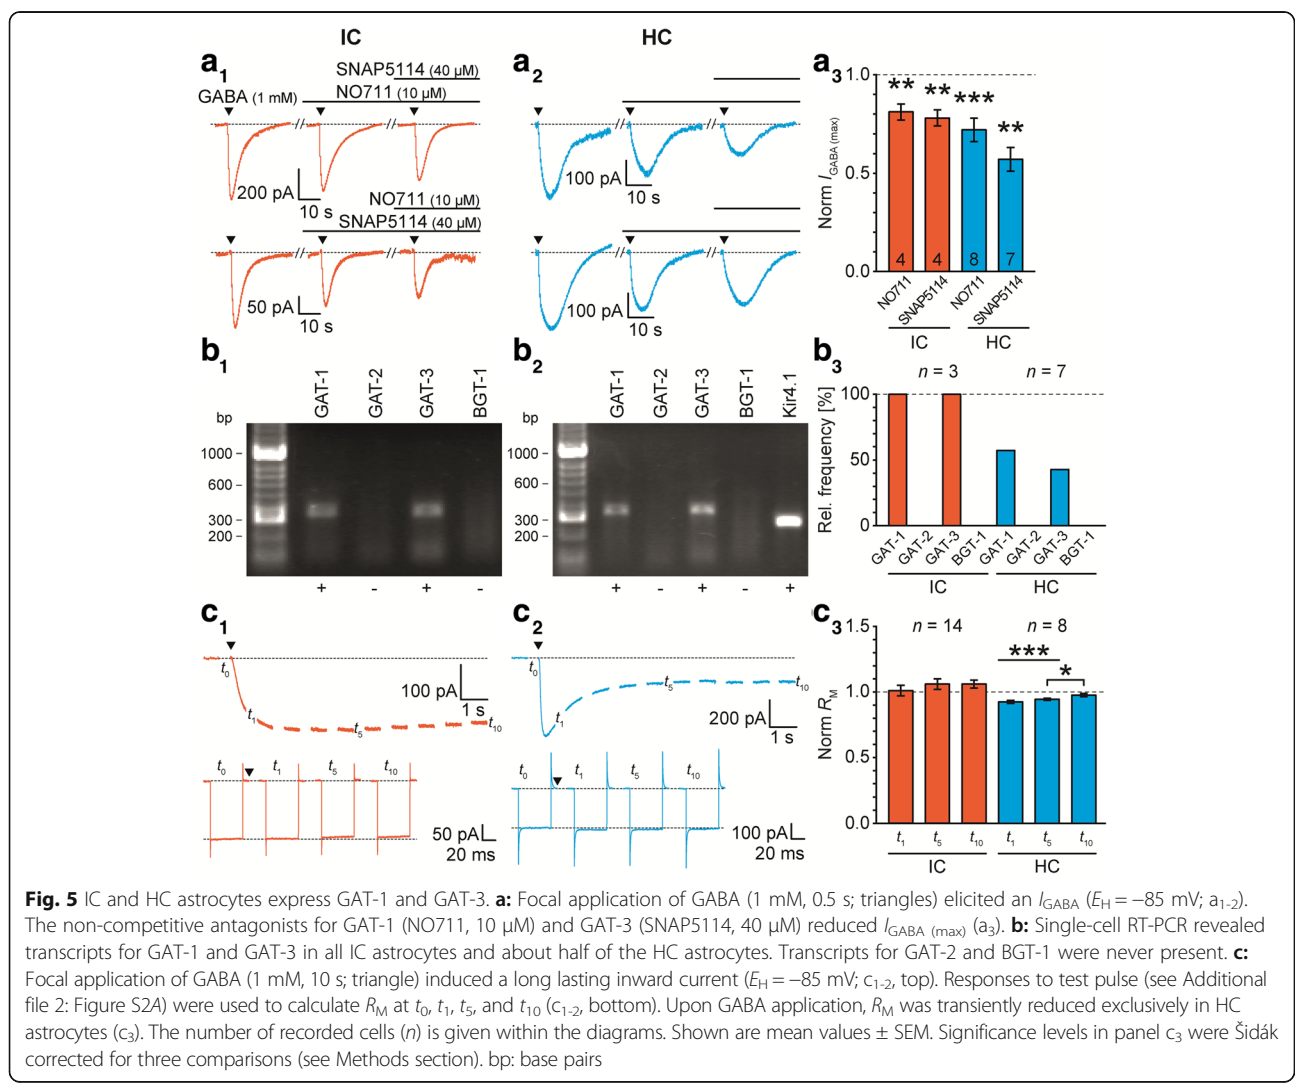 IC
HC
a1
SNAP5114 (40 µM)
GABA (1 mM)
NO711 (10 µM)
200 pA
10 s
NO711 (10 µM)
SNAP5114 (40 µM)
50 pA
10 s
a2
100 pA
10 s
100 pA
10 s
a3
1.0
0.5
0.0
Norm IGABA (max)
** ** *** **
4 4 8 7
NO711 SNAP5114 NO711 SNAP5114
IC HC
b1
bp
GAT-1 GAT-2 GAT-3 BGT-1
1000 –
600 –
300 –
200 –
+ - + -
b2
bp
GAT-1 GAT-2 GAT-3 BGT-1 Kir4.1
1000 –
600 –
300 –
200 –
+ - + - +
b3
n = 3 n = 7
100
50
0
Rel. frequency [%]
GAT-1 GAT-2 GAT-3 BGT-1 GAT-1 GAT-2 GAT-3 BGT-1
IC HC
c1
t0
t1
t5
t10
100 pA
1 s
t0 t1 t5 t10
50 pA
20 ms
c2
t0
t1
t5
t10
200 pA
1 s
t0 t1 t5 t10
100 pA
20 ms
c3
1.5
1.0
0.5
0.0
Norm RM
n = 14 n = 8
***
*
t1 t5 t10 t1 t5 t10
IC HC
Fig. 5 IC and HC astrocytes express GAT-1 and GAT-3. a: Focal application of GABA (1 mM, 0.5 s; triangles) elicited an IGABA (EH = −85 mV; a1-2).
The non-competitive antagonists for GAT-1 (NO711, 10 µM) and GAT-3 (SNAP5114, 40 µM) reduced IGABA (max) (a3). b: Single-cell RT-PCR revealed
transcripts for GAT-1 and GAT-3 in all IC astrocytes and about half of the HC astrocytes. Transcripts for GAT-2 and BGT-1 were never present. c:
Focal application of GABA (1 mM, 10 s; triangle) induced a long lasting inward current (EH = −85 mV; c1-2, top). Responses to test pulse (see Additional
file 2: Figure S2A) were used to calculate RM at t0, t1, t5, and t10 (c1-2, bottom). Upon GABA application, RM was transiently reduced exclusively in HC
astrocytes (c3). The number of recorded cells (n) is given within the diagrams. Shown are mean values ± SEM. Significance levels in panel c3 were Šidák
corrected for three comparisons (see Methods section). bp: base pairs